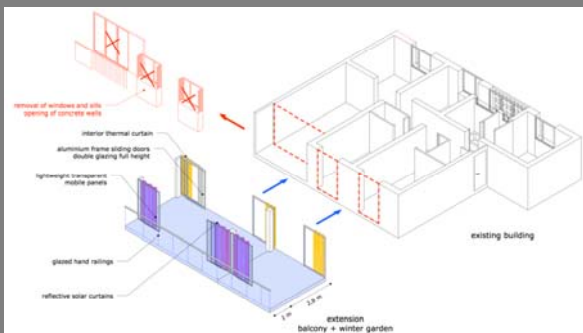 removal of windows and sills
opening of concrete walls
interior thermal curtain
aluminium frame sliding doors
double glazing full height
lightweight transparent
mobile panels
glazed hand railings
reflective solar curtains
2 m
2,8 m
existing building
extension
balcony + winter garden